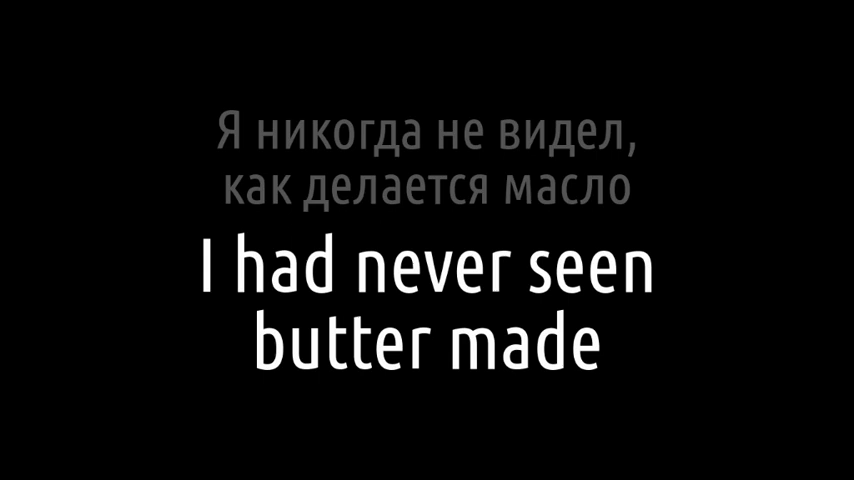 Я никогда не видел,
как делается масло
I had never seen
butter made